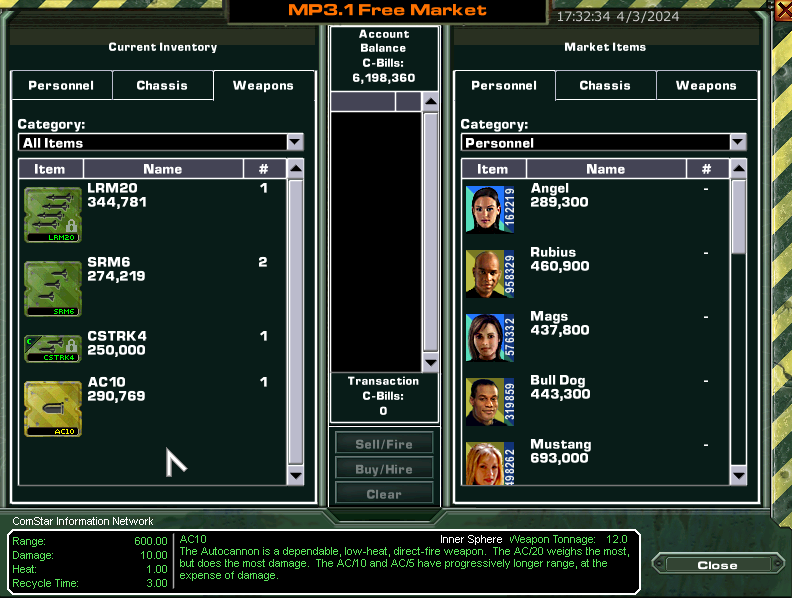 MP3.1 Free Market
17:32:34 4/3/2024
Current Inventory
Personnel
Chassis
Weapons
Category:
All Items
Item Name #
LRM20 1
344,781
LRM20
SRM6 2
274,219
SRM6
CSTRK4 1
250,000
C
CSTRK4
AC10 1
290,769
AC10
Account
Balance
C-Bills:
6,198,360
Transaction
C-Bills:
0
Sell/Fire
Buy/Hire
Clear
Market Items
Personnel
Chassis
Weapons
Category:
Personnel
Item Name #
Angel -
289,300
162219
Rubius -
460,900
958329
Mags -
437,800
576332
Bull Dog -
443,300
319859
Mustang -
693,000
498262
ComStar Information Network
Range: 600.00
Damage: 10.00
Heat: 1.00
Recycle Time: 3.00
AC10 Inner Sphere Weapon Tonnage: 12.0
The Autocannon is a dependable, low-heat, direct-fire weapon. The AC/20 weighs the most,
but does the most damage. The AC/10 and AC/5 have progressively longer range, at the
expense of damage.
Close